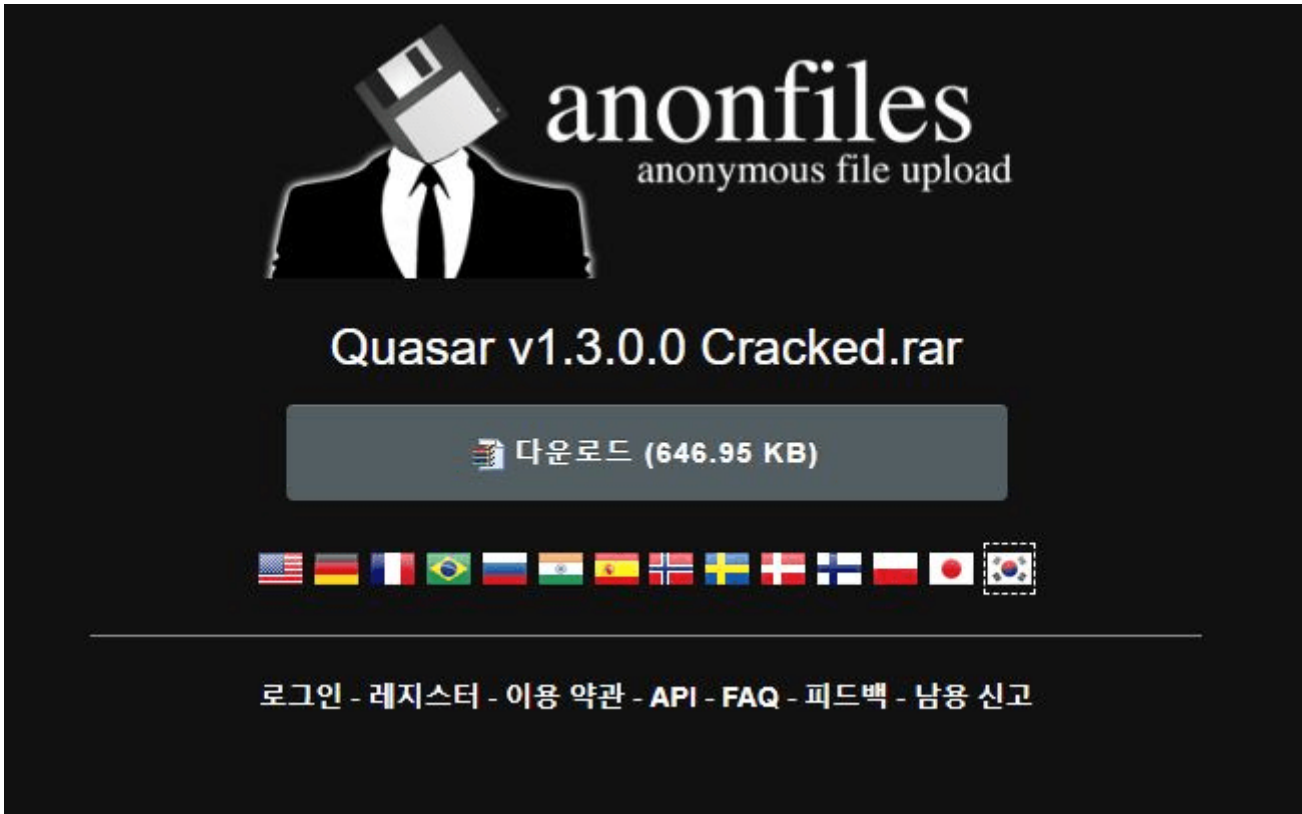 anonfiles
anonymous file upload
Quasar v1.3.0.0 Cracked.rar
다운로드 (646.95 KB)
로그인 - 레지스터 - 이용 약관 - API - FAQ - 피드백 - 남용 신고